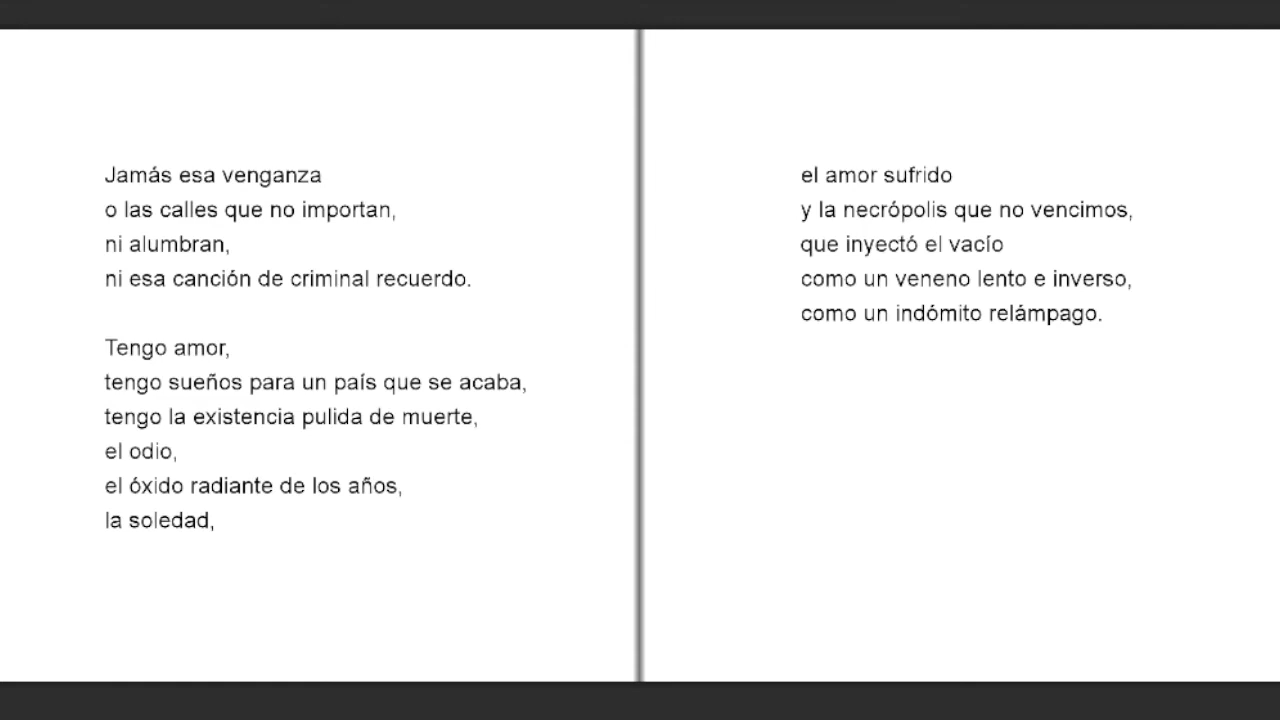 Jamás esa venganza
o las calles que no importan,
ni alumbran,
ni esa canción de criminal recuerdo.
Tengo amor,
tengo sueños para un país que se acaba,
tengo la existencia pulida de muerte,
el odio,
el óxido radiante de los años,
la soledad,
el amor sufrido
y la necrópolis que no vencimos,
que inyectó el vacío
como un veneno lento e inverso,
como un indómito relámpago.